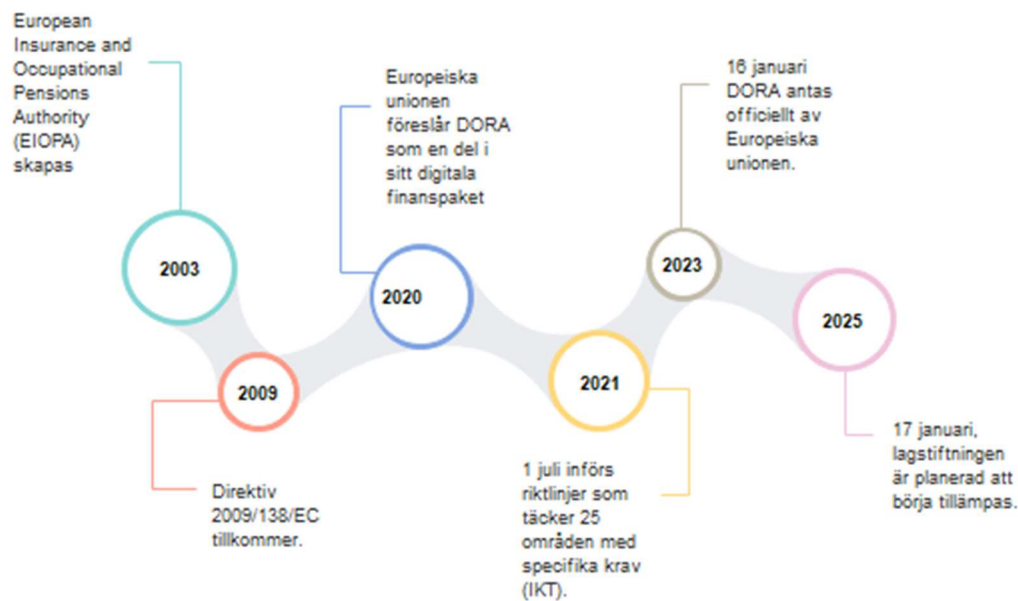 European
Insurance and
Occupational
Pensions
Authority
(EIOPA)
skapas
2003
2009
Direktiv
2009/138/EC
tillkommer.
Europeiska
unionen
föreslår DORA
som en del i
sitt digitala
finanspaket
2020
2021
1 juli införs
riktlinjer som
täcker 25
områden med
specifika krav
(IKT).
16 januari
DORA antas
officiellt av
Europeiska
unionen.
2023
2025
17 januari,
lagstiftningen
är planerad att
börja tillämpas.